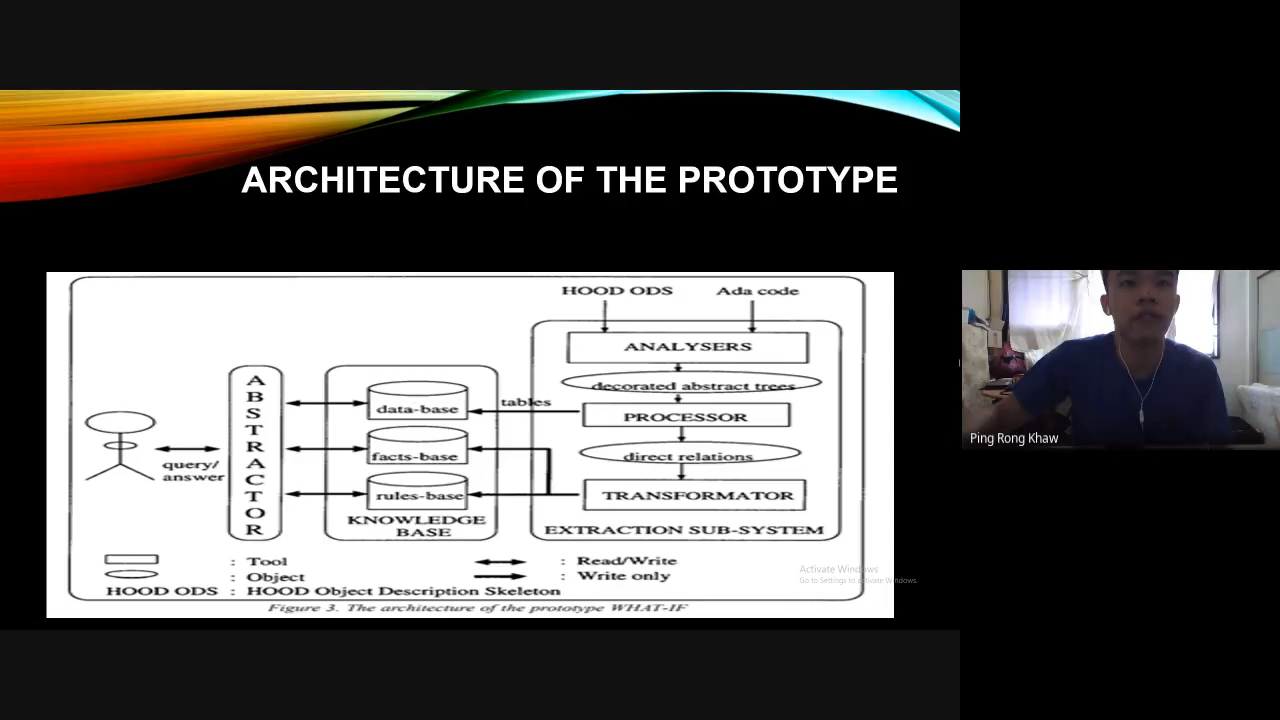 ARCHITECTURE OF THE PROTOTYPE
HOOD ODS
Ada code
ANALYSERS
decorated abstract trees
PROCESSOR
direct relations
TRANSFORMATOR
EXTRACTION SUB-SYSTEM
tables
data-base
facts-base
rules-base
KNOWLEDGE
BASE
ABSTRACTOR
query/
answer
: Tool
: Object
HOOD ODS : HOOD Object Description Skeleton
: Read/Write
: Write only
Figure 3. The architecture of the prototype WHAT-IF
Activate Windows
Go to Settings to activate Windows.
Ping Rong Khaw